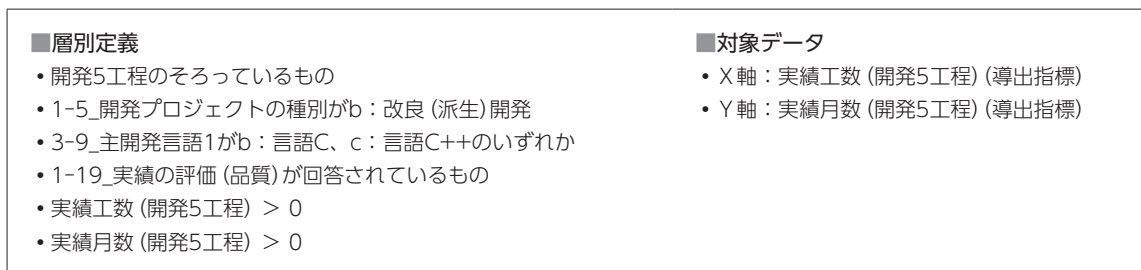 ■層別定義
• 開発5工程のそろっているもの
• 1-5_開発プロジェクトの種別がb：改良(派生)開発
• 3-9_主開発言語1がb：言語C、c：言語C++のいずれか
• 1-19_実績の評価(品質)が回答されているもの
• 実績工数(開発5工程) ＞ 0
• 実績月数(開発5工程) ＞ 0
■対象データ
• X軸：実績工数(開発5工程)(導出指標)
• Y軸：実績月数(開発5工程)(導出指標)